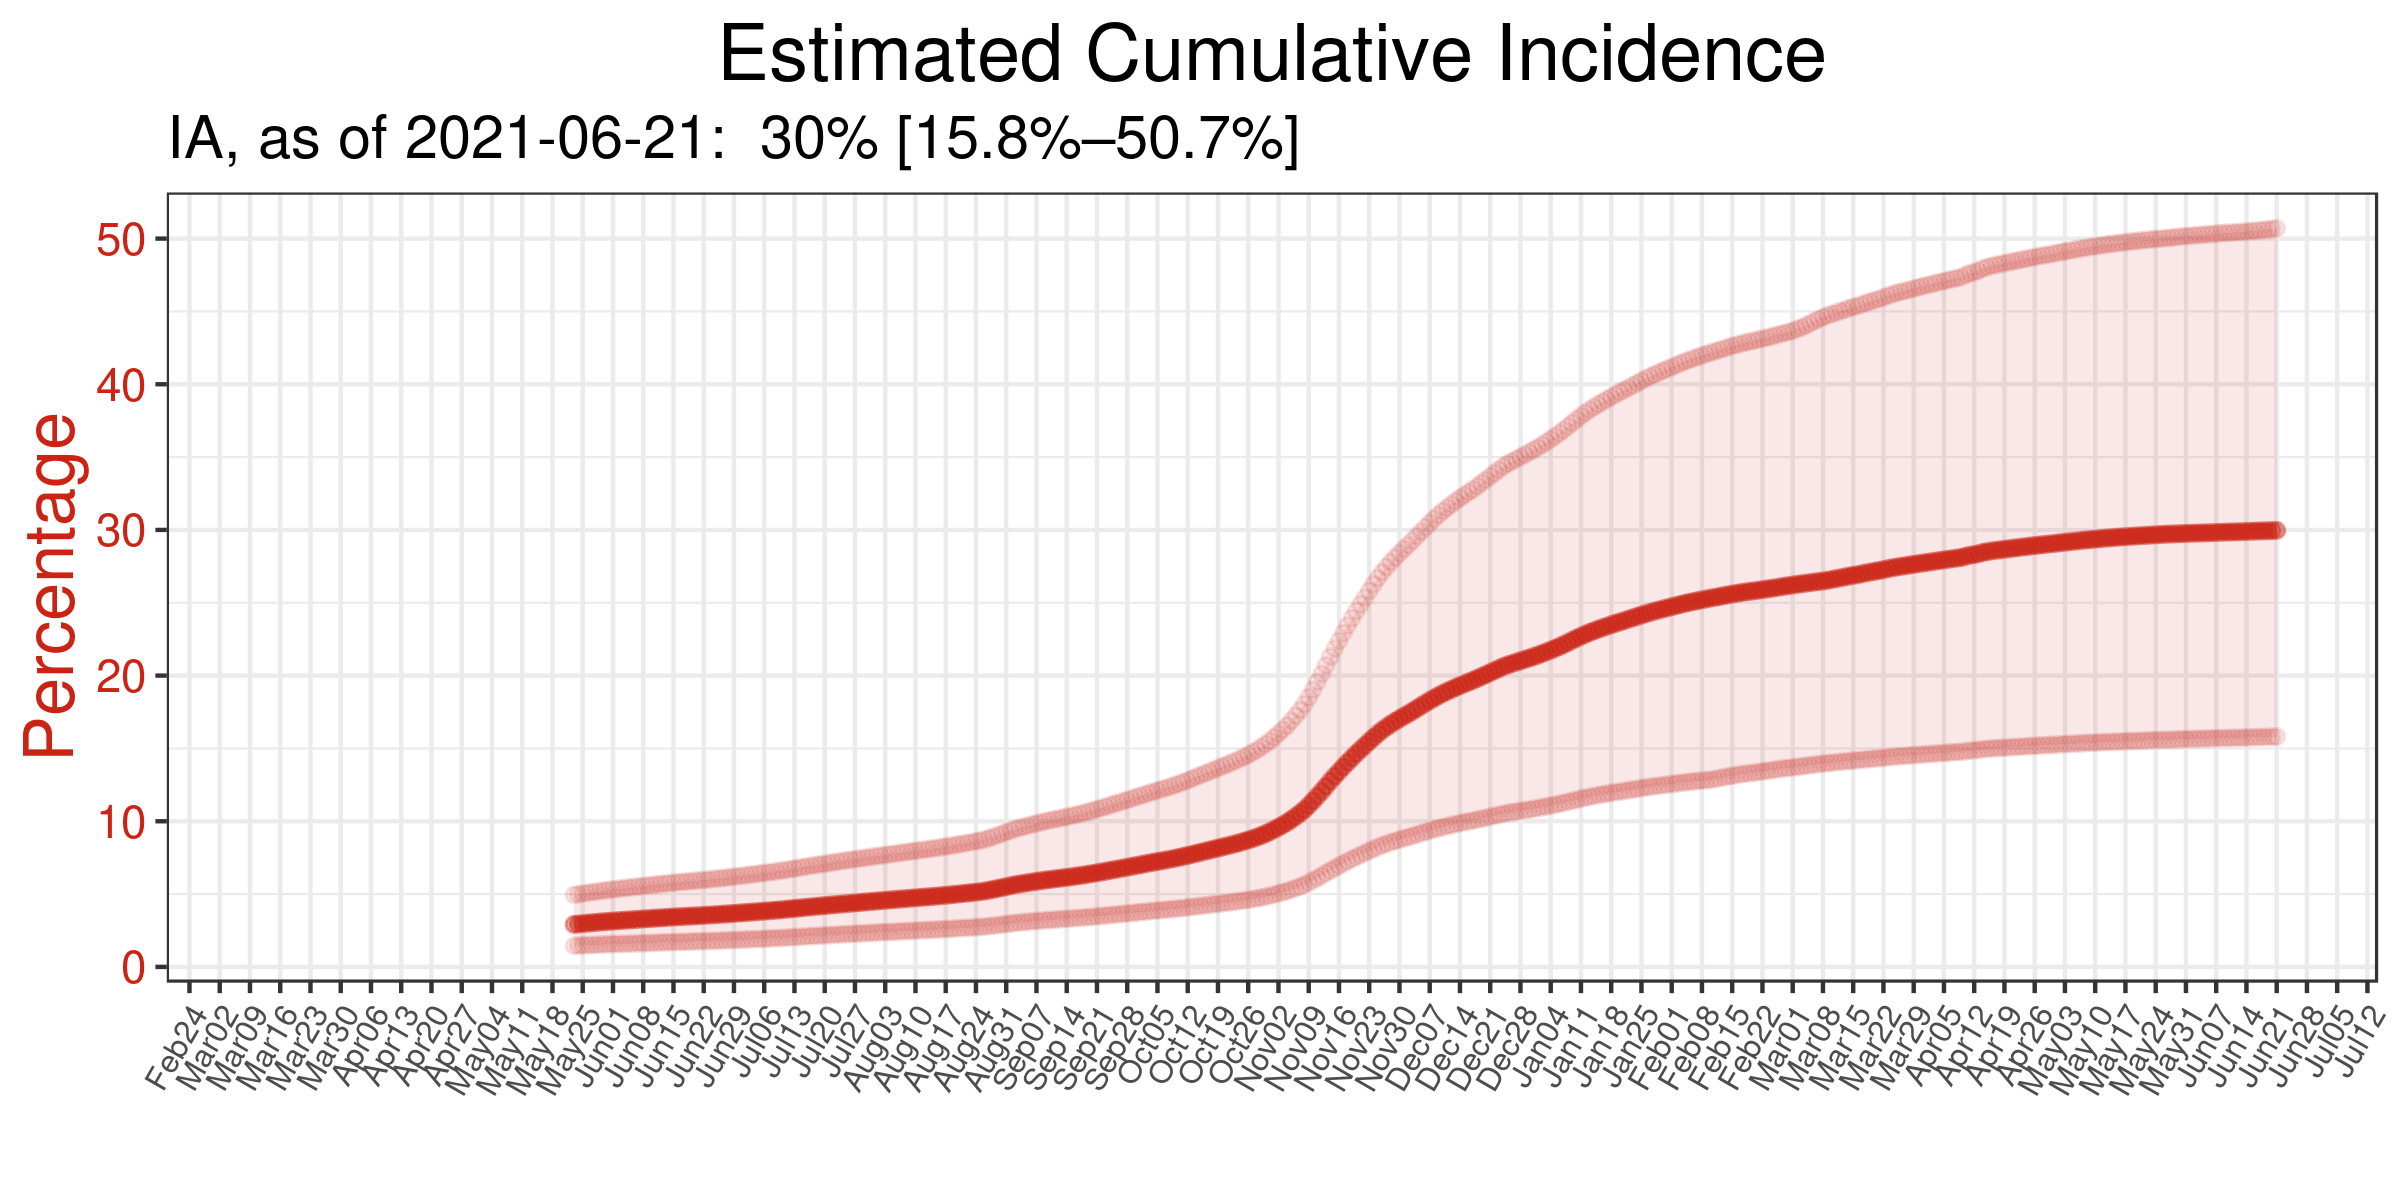 Estimated Cumulative Incidence
IA, as of 2021-06-21: 30% [15.8%–50.7%]
Percentage
50
40
30
20
10
0
Feb24
Mar02
Mar09
Mar16
Mar23
Mar30
Apr06
Apr13
Apr20
Apr27
May04
May11
May18
May25
Jun01
Jun08
Jun15
Jun22
Jun29
Jul06
Jul13
Jul20
Jul27
Aug03
Aug10
Aug17
Aug24
Aug31
Sep07
Sep14
Sep21
Sep28
Oct05
Oct12
Oct19
Oct26
Nov02
Nov09
Nov16
Nov23
Nov30
Dec07
Dec14
Dec21
Dec28
Jan04
Jan11
Jan18
Jan25
Feb01
Feb08
Feb15
Feb22
Mar01
Mar08
Mar15
Mar22
Mar29
Apr05
Apr12
Apr19
Apr26
May03
May10
May17
May24
May31
Jun07
Jun14
Jun21
Jun28
Jul05
Jul12